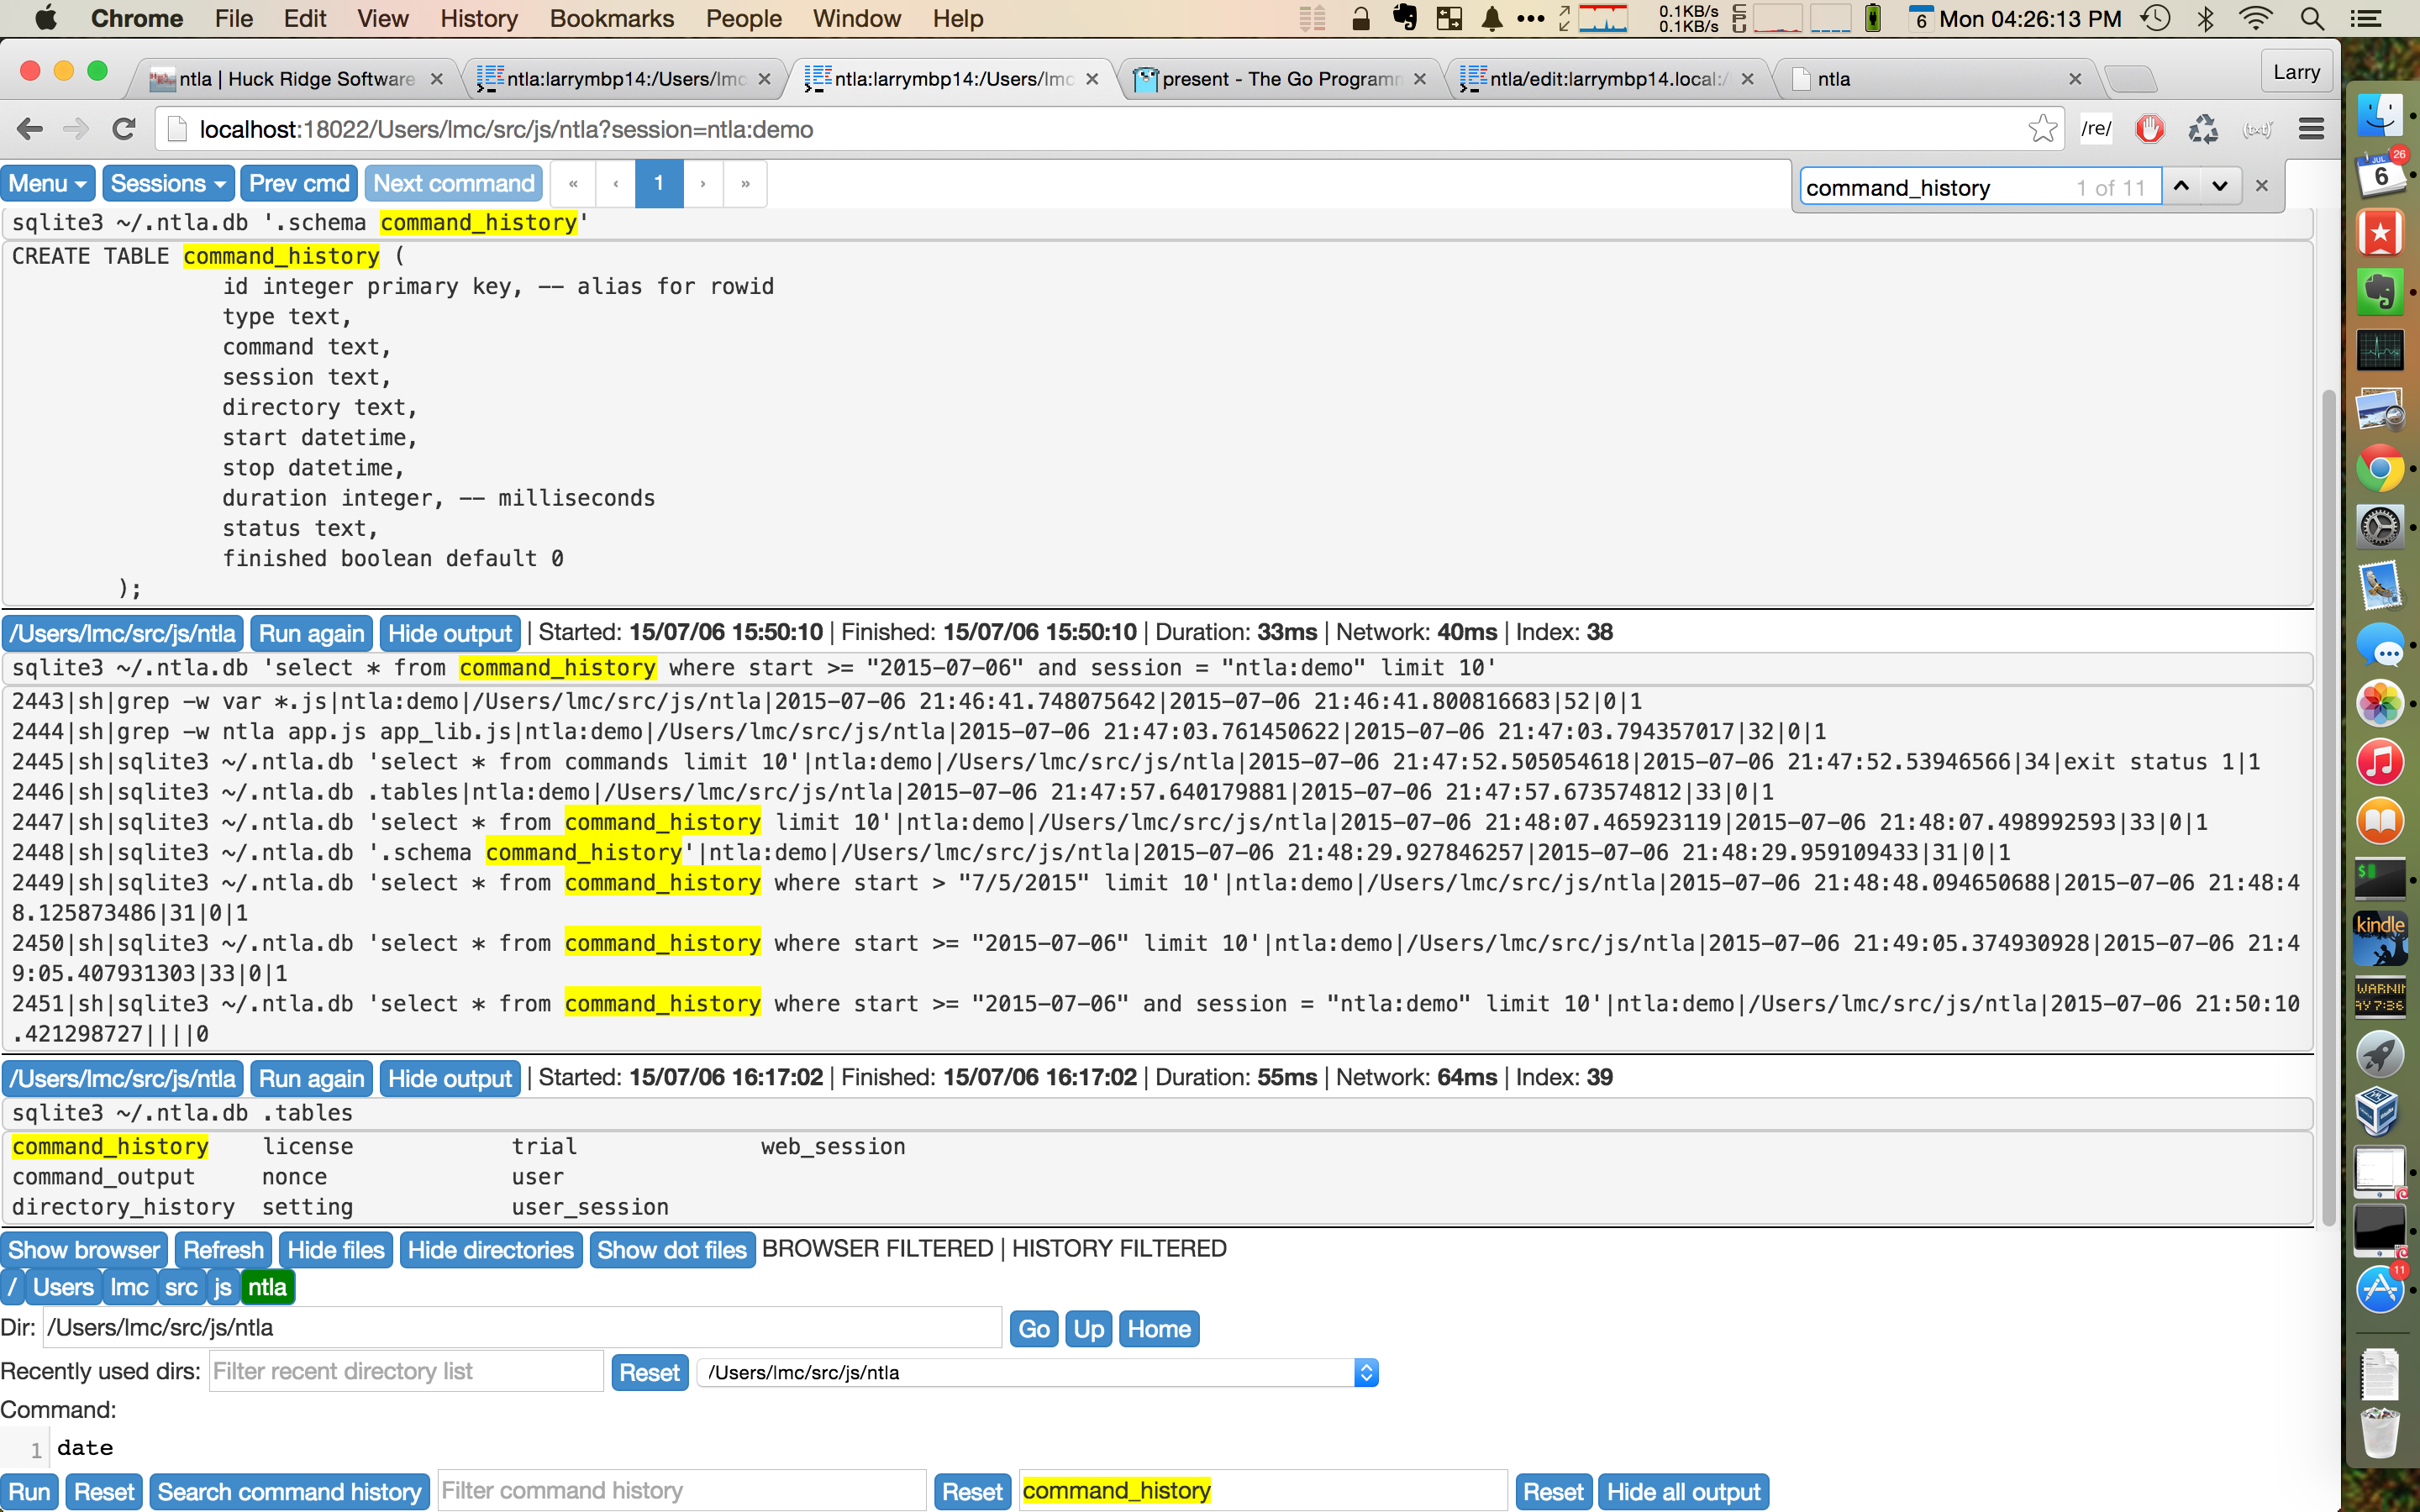 Chrome File Edit View History Bookmarks People Window Help 0.1KB/s 0.1KB/s CPU 6 Mon 04:26:13 PM
ntla | Huck Ridge Software ntla:larrymbp14:/Users/lmc ntla:larrymbp14:/Users/lmc present - The Go Programm ntla/edit:larrymbp14.local:/ ntla Larry
localhost:18022/Users/lmc/src/js/ntla?session=ntla:demo /re/ (txt)
Menu Sessions Prev cmd Next command « ‹ 1 › » command_history 1 of 11
sqlite3 ~/.ntla.db '.schema command_history'
CREATE TABLE command_history (
id integer primary key, -- alias for rowid
type text,
command text,
session text,
directory text,
start datetime,
stop datetime,
duration integer, -- milliseconds
status text,
finished boolean default 0
);
/Users/lmc/src/js/ntla Run again Hide output | Started: 15/07/06 15:50:10 | Finished: 15/07/06 15:50:10 | Duration: 33ms | Network: 40ms | Index: 38
sqlite3 ~/.ntla.db 'select * from command_history where start >= "2015-07-06" and session = "ntla:demo" limit 10'
2443|sh|grep -w var *.js|ntla:demo|/Users/lmc/src/js/ntla|2015-07-06 21:46:41.748075642|2015-07-06 21:46:41.800816683|52|0|1
2444|sh|grep -w ntla app.js app_lib.js|ntla:demo|/Users/lmc/src/js/ntla|2015-07-06 21:47:03.761450622|2015-07-06 21:47:03.794357017|32|0|1
2445|sh|sqlite3 ~/.ntla.db 'select * from commands limit 10'|ntla:demo|/Users/lmc/src/js/ntla|2015-07-06 21:47:52.505054618|2015-07-06 21:47:52.53946566|34|exit status 1|1
2446|sh|sqlite3 ~/.ntla.db .tables|ntla:demo|/Users/lmc/src/js/ntla|2015-07-06 21:47:57.640179881|2015-07-06 21:47:57.673574812|33|0|1
2447|sh|sqlite3 ~/.ntla.db 'select * from command_history limit 10'|ntla:demo|/Users/lmc/src/js/ntla|2015-07-06 21:48:07.465923119|2015-07-06 21:48:07.498992593|33|0|1
2448|sh|sqlite3 ~/.ntla.db '.schema command_history'|ntla:demo|/Users/lmc/src/js/ntla|2015-07-06 21:48:29.927846257|2015-07-06 21:48:29.959109433|31|0|1
2449|sh|sqlite3 ~/.ntla.db 'select * from command_history where start > "7/5/2015" limit 10'|ntla:demo|/Users/lmc/src/js/ntla|2015-07-06 21:48:48.094650688|2015-07-06 21:48:4
8.125873486|31|0|1
2450|sh|sqlite3 ~/.ntla.db 'select * from command_history where start >= "2015-07-06" limit 10'|ntla:demo|/Users/lmc/src/js/ntla|2015-07-06 21:49:05.374930928|2015-07-06 21:4
9:05.407931303|33|0|1
2451|sh|sqlite3 ~/.ntla.db 'select * from command_history where start >= "2015-07-06" and session = "ntla:demo" limit 10'|ntla:demo|/Users/lmc/src/js/ntla|2015-07-06 21:50:10
.421298727||||0
/Users/lmc/src/js/ntla Run again Hide output | Started: 15/07/06 16:17:02 | Finished: 15/07/06 16:17:02 | Duration: 55ms | Network: 64ms | Index: 39
sqlite3 ~/.ntla.db .tables
command_history license trial web_session
command_output nonce user
directory_history setting user_session
Show browser Refresh Hide files Hide directories Show dot files BROWSER FILTERED | HISTORY FILTERED
/ Users lmc src js ntla
Dir: /Users/lmc/src/js/ntla Go Up Home
Recently used dirs: Filter recent directory list Reset /Users/lmc/src/js/ntla
Command:
1 date
Run Reset Search command history Filter command history Reset command_history Reset Hide all output
JUL 6 26
$
kindle
WARNIN
AY 7:36
11